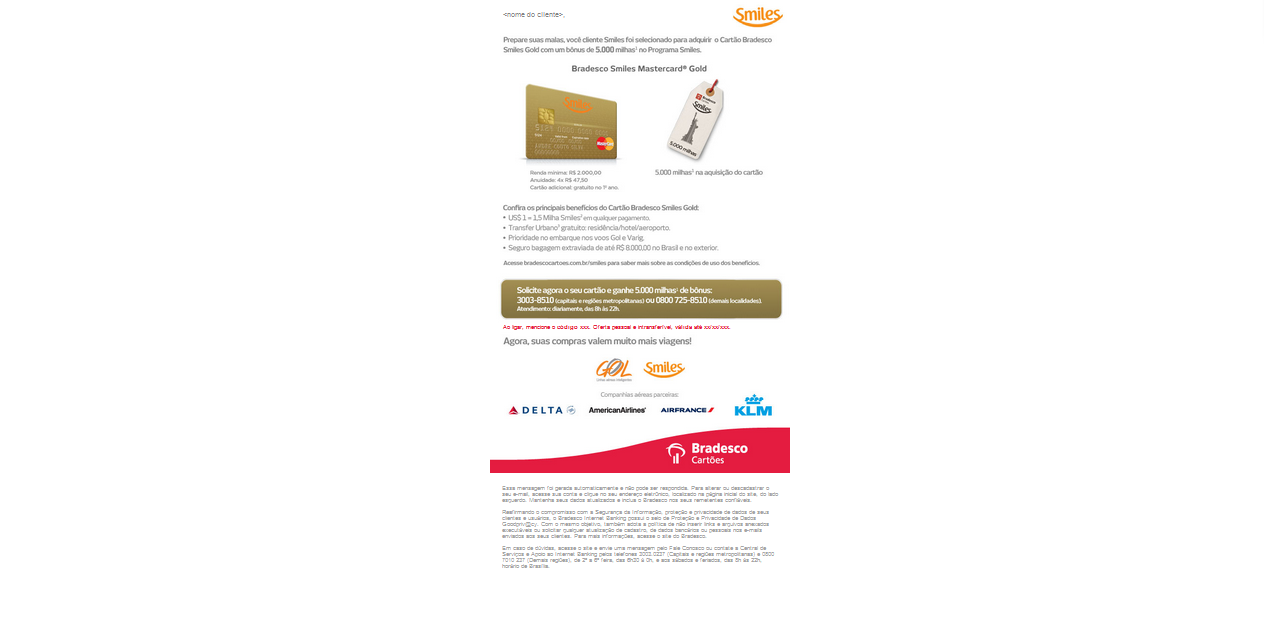 <nome do cliente>,
Smiles
Prepare suas malas, você cliente Smiles foi selecionado para adquirir o Cartão Bradesco
Smiles Gold com um bônus de 5.000 milhas¹ no Programa Smiles.
Bradesco Smiles Mastercard® Gold
Smiles
MasterCard
Bradesco
Smiles
5.000 milhas
Renda mínima: R$ 2.000,00
Anuidade: 4x R$ 47,50
Cartão adicional: gratuito no 1º ano.
5.000 milhas¹ na aquisição do cartão
Confira os principais benefícios do Cartão Bradesco Smiles Gold:
• US$ 1 = 1,5 Milha Smiles² em qualquer pagamento.
• Transfer Urbano³ gratuito: residência/hotel/aeroporto.
• Prioridade no embarque nos voos Gol e Varig.
• Seguro bagagem extraviada de até R$ 8.000,00 no Brasil e no exterior.
Acesse bradescocartoes.com.br/smiles para saber mais sobre as condições de uso dos benefícios.
Solicite agora o seu cartão e ganhe 5.000 milhas¹ de bônus:
3003-8510 (capitais e regiões metropolitanas) ou 0800 725-8510 (demais localidades).
Atendimento: diariamente, das 8h às 22h.
Ao ligar, mencione o código xxx. Oferta pessoal e intransferível, válida até xx/xx/xxx.
Agora, suas compras valem muito mais viagens!
GOL Smiles
Linhas aéreas inteligentes
Companhias aéreas parceiras:
DELTA AmericanAirlines AIRFRANCE KLM
Bradesco
Cartões
Essa mensagem foi gerada automaticamente e não pode ser respondida. Para alterar ou descadastrar o
seu e-mail, acesse sua conta e clique no seu endereço eletrônico, localizado na página inicial do site, do lado
esquerdo. Mantenha seus dados atualizados e inclua o Bradesco nos seus remetentes confiáveis.
Reafirmando o compromisso com a Segurança da Informação, proteção e privacidade de dados de seus
clientes e usuários, o Bradesco Internet Banking possui o selo de Proteção e Privacidade de Dados
Goodpriv@cy. Com o mesmo objetivo, também adota a política de não inserir links e arquivos anexados
executáveis ou solicitar qualquer atualização de cadastro, de dados bancários ou pessoais nos e-mails
enviados aos seus clientes. Para mais informações, acesse o site do Bradesco.
Em caso de dúvidas, acesse o site e envie uma mensagem pelo Fale Conosco ou contate a Central de
Serviços e Apoio ao Internet Banking pelos telefones 3003 0237 (Capitais e regiões metropolitanas) e 0800
7010 237 (Demais regiões), de 2ª a 6ª feira, das 6h30 à 0h, e aos sábados e feriados, das 8h às 22h,
horário de Brasília.